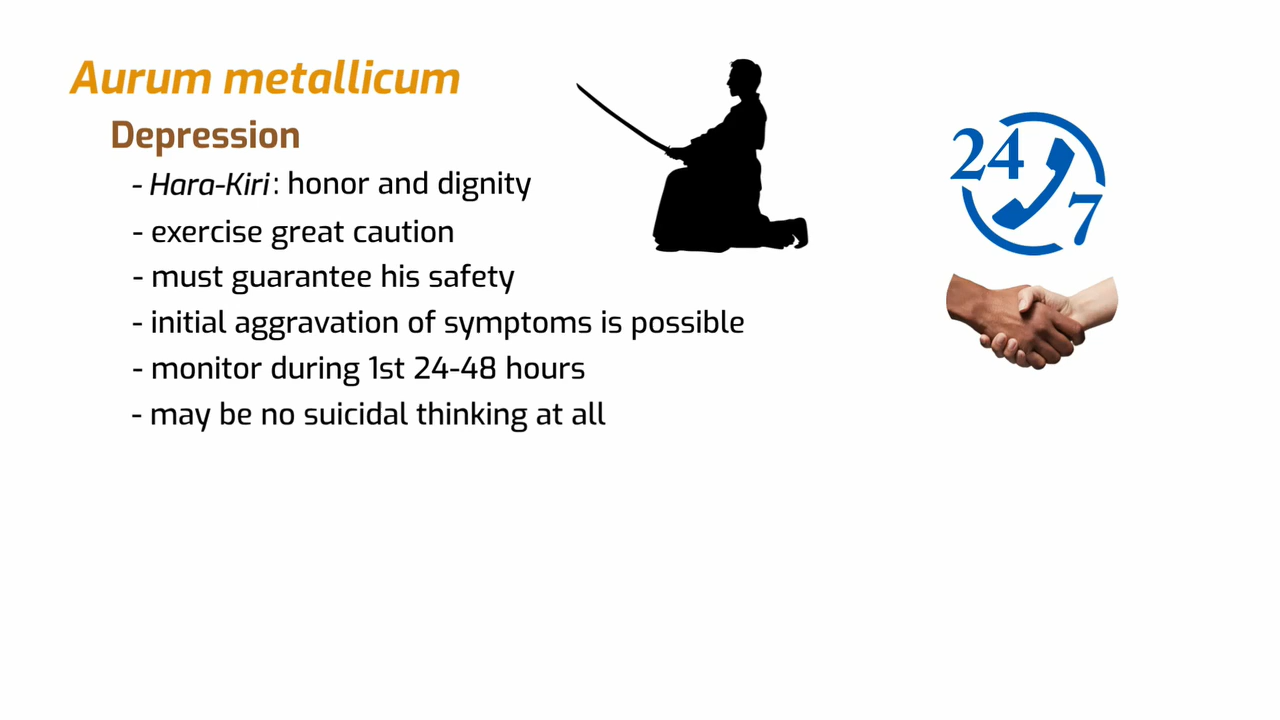 Aurum metallicum
Depression
- Hara-Kiri: honor and dignity
- exercise great caution
- must guarantee his safety
- initial aggravation of symptoms is possible
- monitor during 1st 24-48 hours
- may be no suicidal thinking at all
24
7